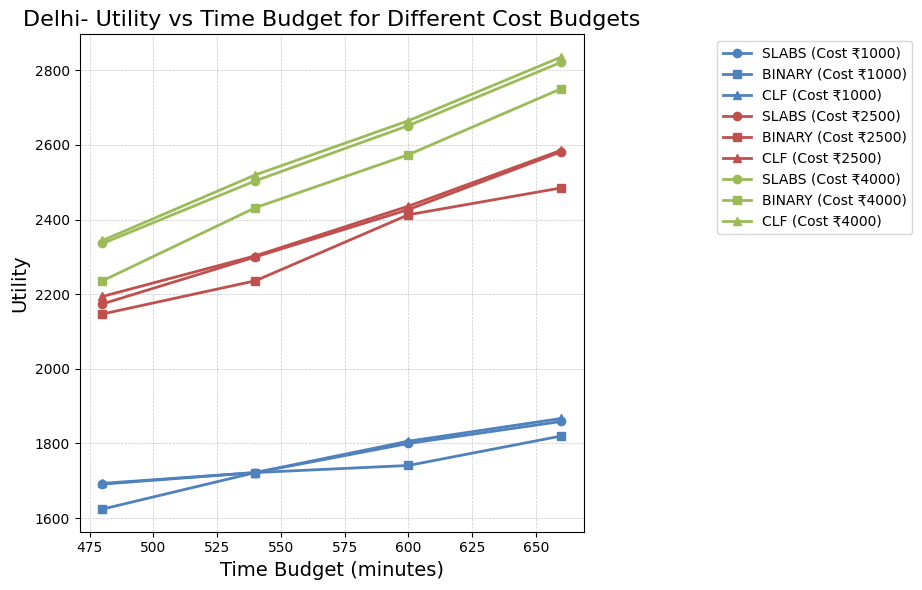 Delhi- Utility vs Time Budget for Different Cost Budgets
Utility
2800
2600
2400
2200
2000
1800
1600
475 500 525 550 575 600 625 650
Time Budget (minutes)
SLABS (Cost ₹1000)
BINARY (Cost ₹1000)
CLF (Cost ₹1000)
SLABS (Cost ₹2500)
BINARY (Cost ₹2500)
CLF (Cost ₹2500)
SLABS (Cost ₹4000)
BINARY (Cost ₹4000)
CLF (Cost ₹4000)